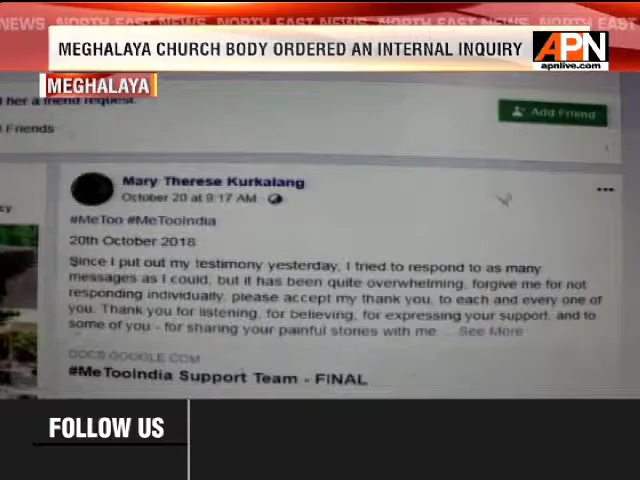 NEWS NORTH EAST NEWS NORTH EAST NEWS NORTH EAST
MEGHALAYA CHURCH BODY ORDERED AN INTERNAL INQUIRY
APN
apnlive.com
MEGHALAYA
her a friend request.
Add Friend
Friends
Mary Therese Kurkalang
October 20 at 9:17 AM
#MeToo #MeTooIndia
20th October 2018
Since I put out my testimony yesterday, I tried to respond to as many
messages as I could, but it has been quite overwhelming, forgive me for not
responding individually, please accept my thank you, to each and every one of
you. Thank you for listening, for believing, for expressing your support, and to
some of you - for sharing your painful stories with me. ... See More
DOCS.GOOGLE.COM
#MeTooIndia Support Team - FINAL
FOLLOW US